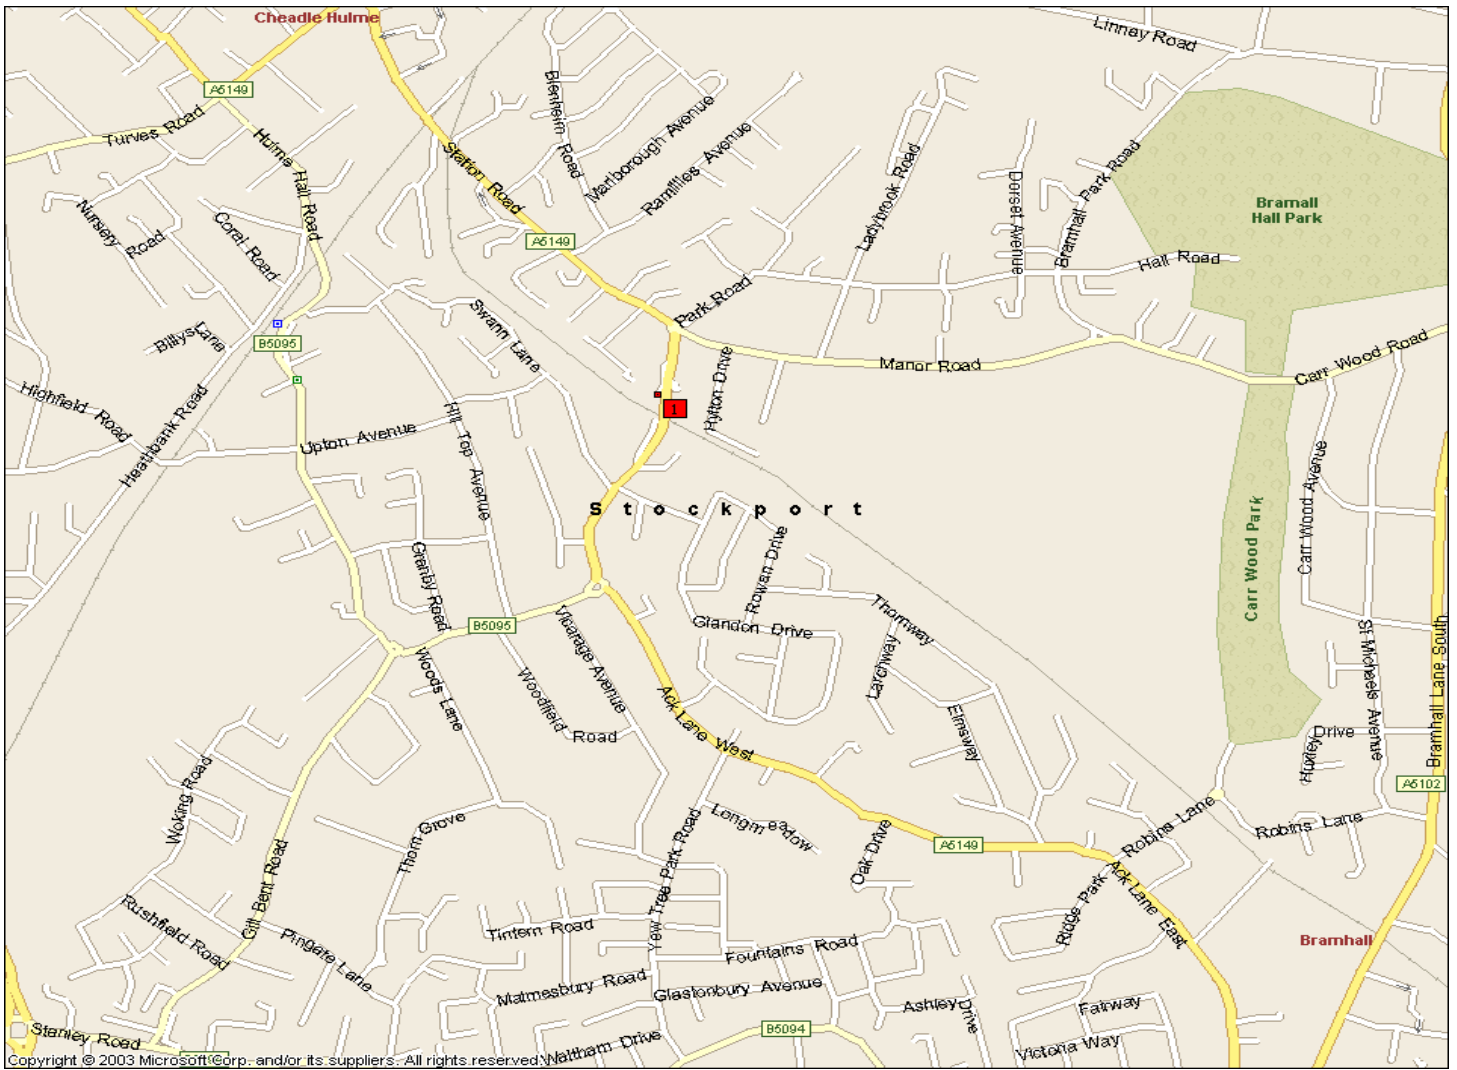 Cheadle Hulme
Linney Road
A5149
Turves Road
Hulme Hall Road
Station Road
Blenheim Road
Marlborough Avenue
Ramillies Avenue
Ladybrook Road
Dorset Avenue
Bramhall Park Road
Bramall
Hall Park
Nursery Road
Coral Road
A5149
Hall Road
Park Road
Swann Lane
Billys Lane
B5095
Manor Road
Carr Wood Road
Hylton Drive
1
Highfield Road
Heathbank Road
Upton Avenue
Hill Top Avenue
Carr Wood Avenue
Stockport
Carr Wood Park
Granby Road
Rowan Drive
B5095
Vicarage Avenue
Glandon Drive
Thornway
Larchway
St Michaels Avenue
Bramhall Lane South
Woods Lane
Woodfield Road
Ack Lane West
Elmsway
Huxley Drive
Woking Road
A5102
Thorn Grove
Longmeadow
Yew Tree Park Road
Oak Drive
A5149
Robins Lane
Robins Lane
Gill Bent Road
Ridge Park
Ack Lane East
Rushfield Road
Pingate Lane
Tintern Road
Fountains Road
Bramhall
Malmesbury Road
Glastonbury Avenue
Ashley Drive
Fairway
Stanley Road
B5094
Waltham Drive
Victoria Way
Copyright © 2003 Microsoft Corp. and/or its suppliers. All rights reserved.